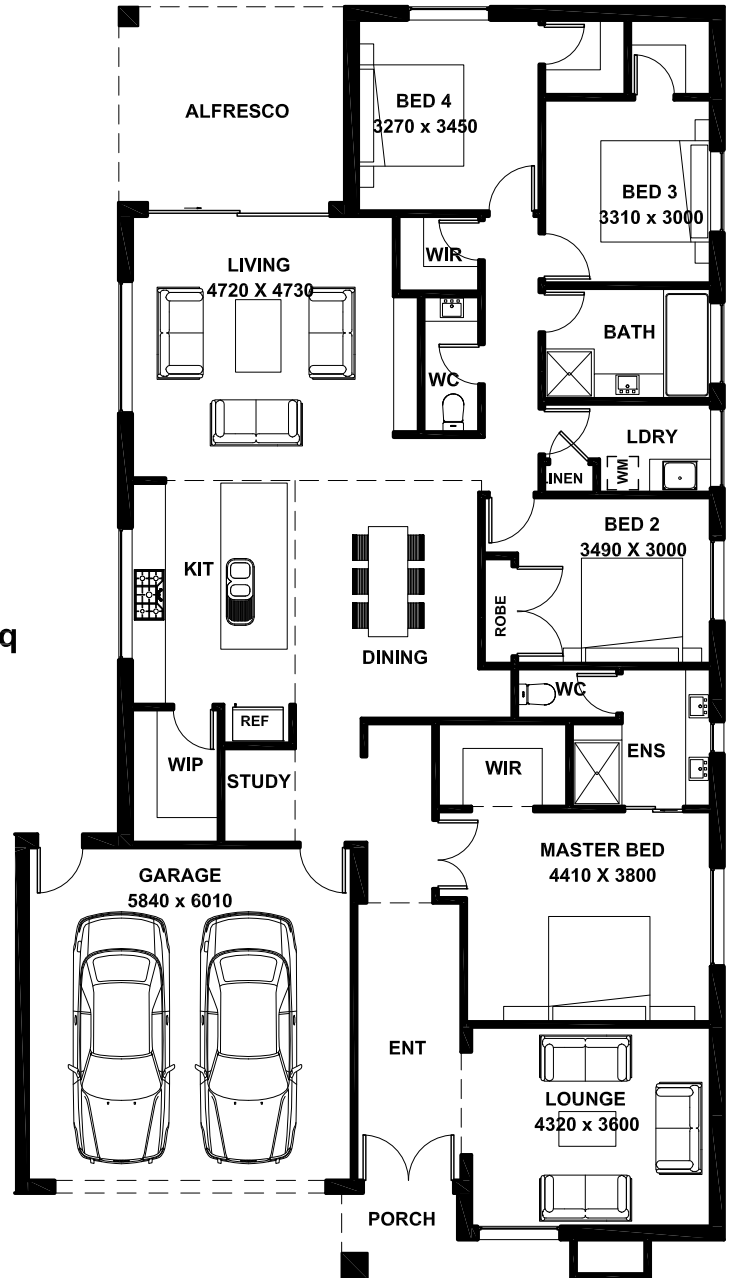 ALFRESCO
BED 4
3270 x 3450
BED 3
3310 x 3000
WIR
LIVING
4720 X 4730
BATH
WC
LDRY
WM
LINEN
BED 2
3490 X 3000
KIT
ROBE
q
DINING
WC
REF
WIP
STUDY
WIR
ENS
MASTER BED
4410 X 3800
GARAGE
5840 x 6010
ENT
LOUNGE
4320 x 3600
PORCH